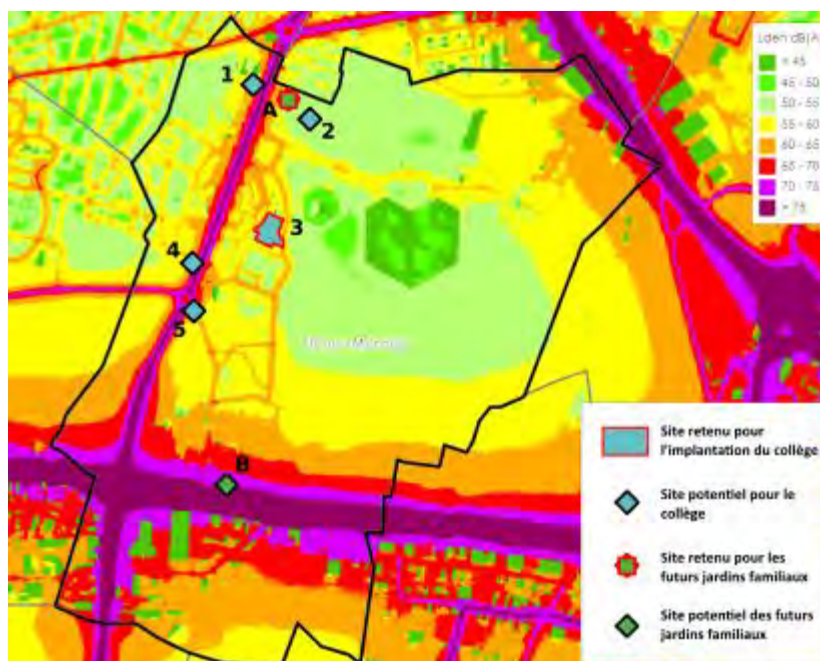 Lden dB(A
< 45
45 - 50
50 - 55
55 - 60
60 - 65
65 - 70
70 - 75
> 75
1
A
2
3
4
5
B
Site retenu pour
l'implantation du collège
Site potentiel pour le
collège
Site retenu pour les
futurs jardins familiaux
Site potentiel des futurs
jardins familiaux